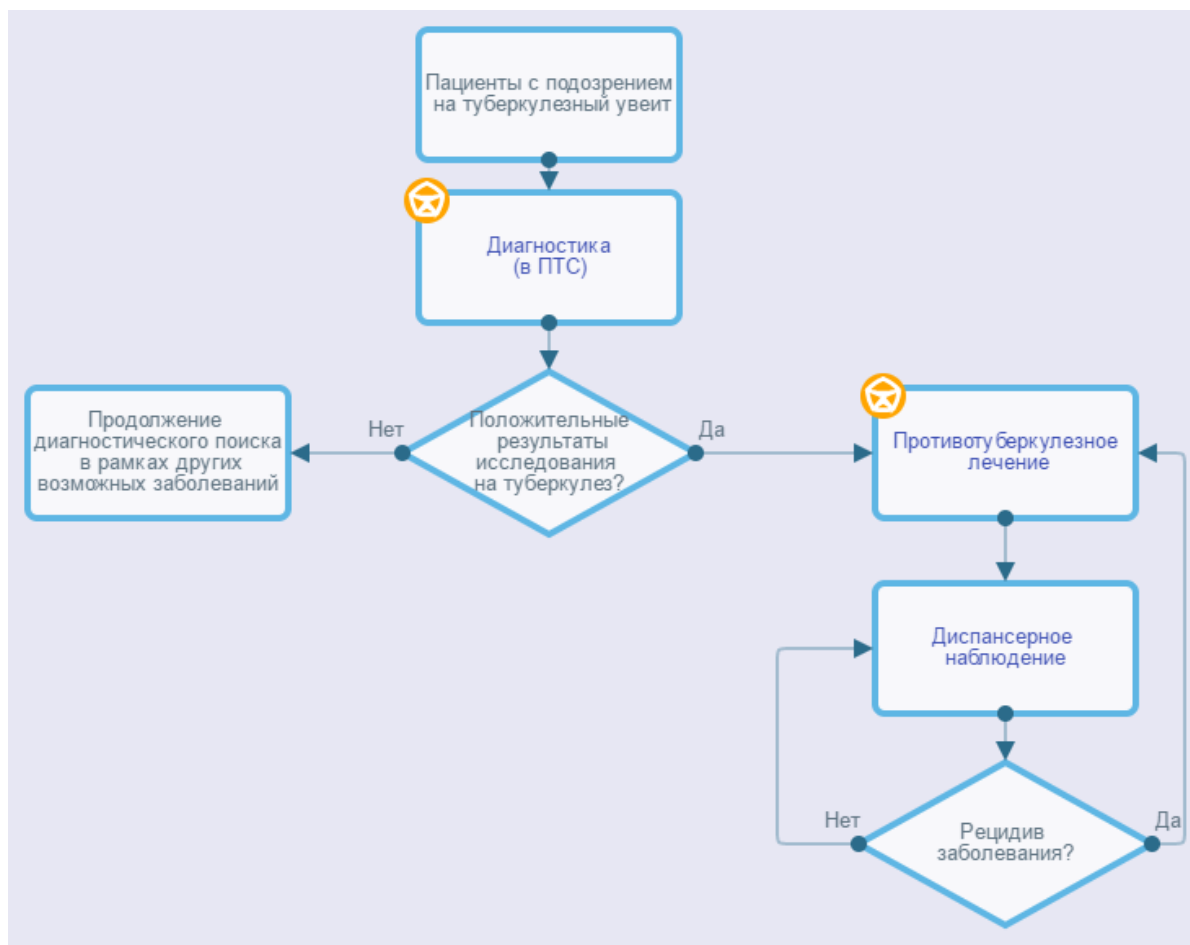 Пациенты с подозрением
на туберкулезный увеит
Диагностика
(в ПТС)
Продолжение
диагностического поиска
в рамках других
возможных заболеваний
Нет
Положительные
результаты
исследования
на туберкулез?
Да
Противотуберкулезное
лечение
Диспансерное
наблюдение
Нет
Рецидив
заболевания?
Да